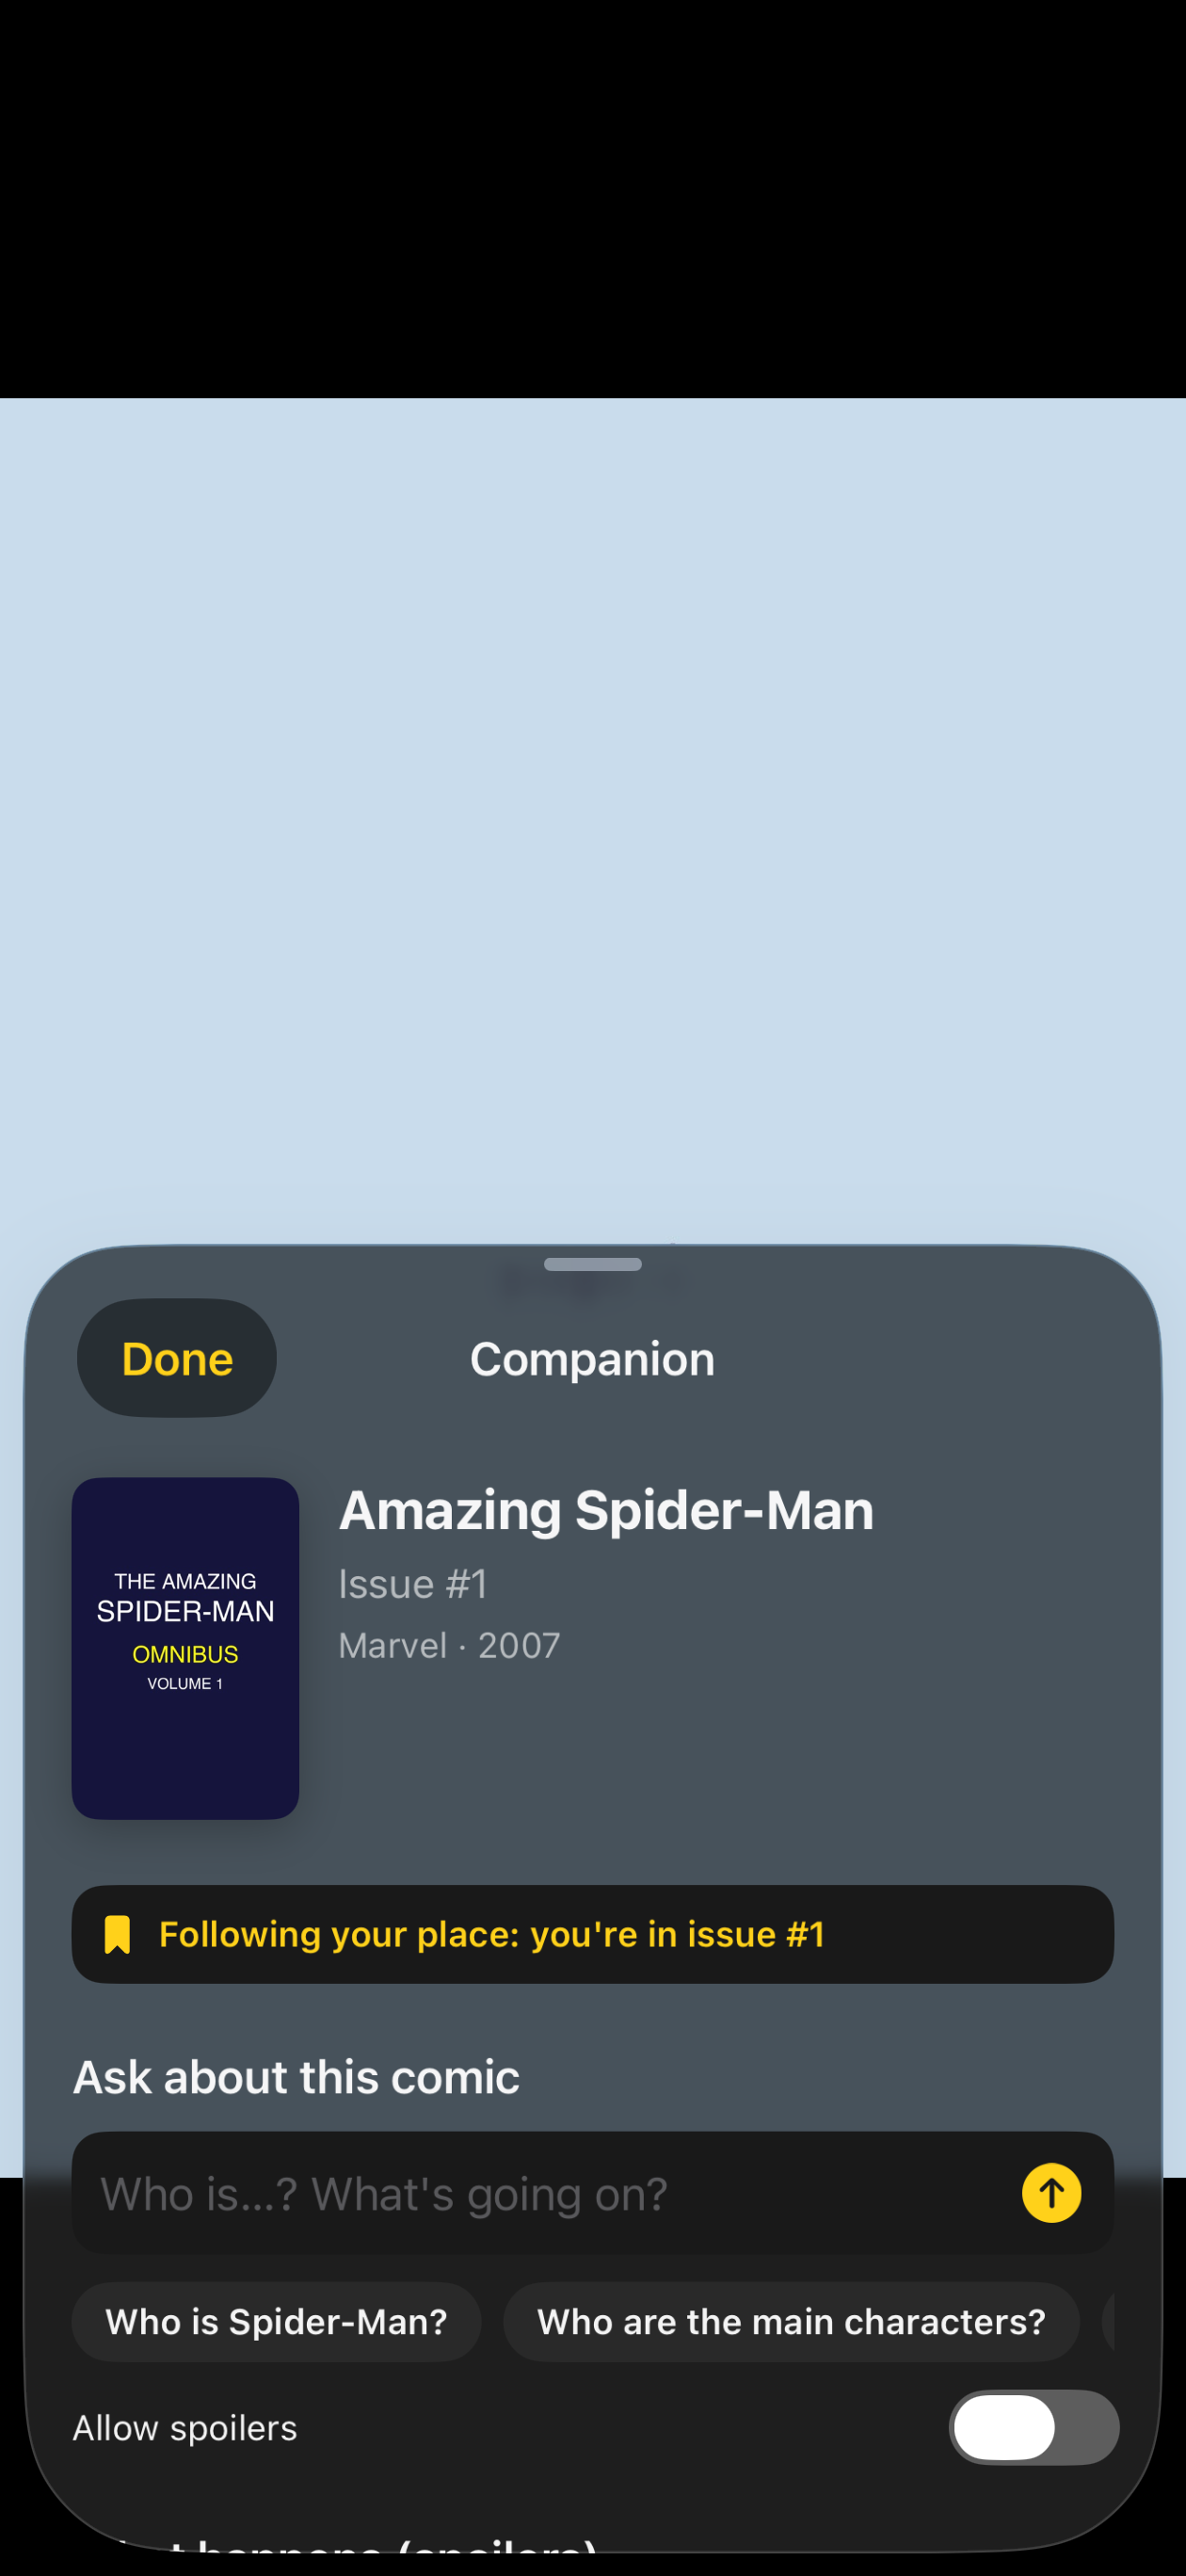 Done
Companion
THE AMAZING
SPIDER-MAN
OMNIBUS
VOLUME 1
Amazing Spider-Man
Issue #1
Marvel · 2007
Following your place: you're in issue #1
Ask about this comic
Who is...? What's going on?
Who is Spider-Man?
Who are the main characters?
Allow spoilers
happens (spoilers)